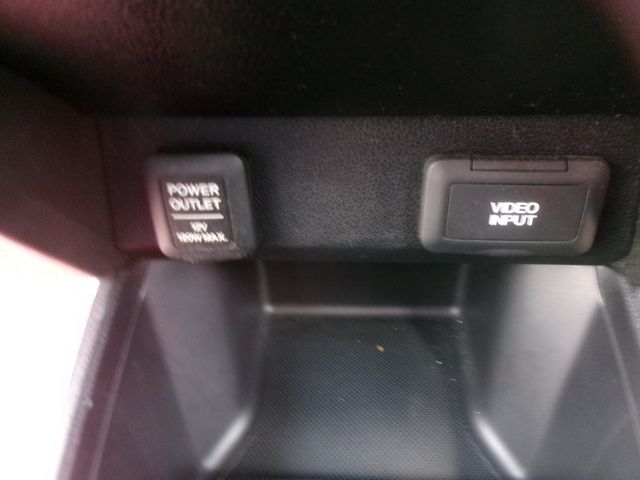 POWER
OUTLET
12V
120W MAX.
VIDEO
INPUT